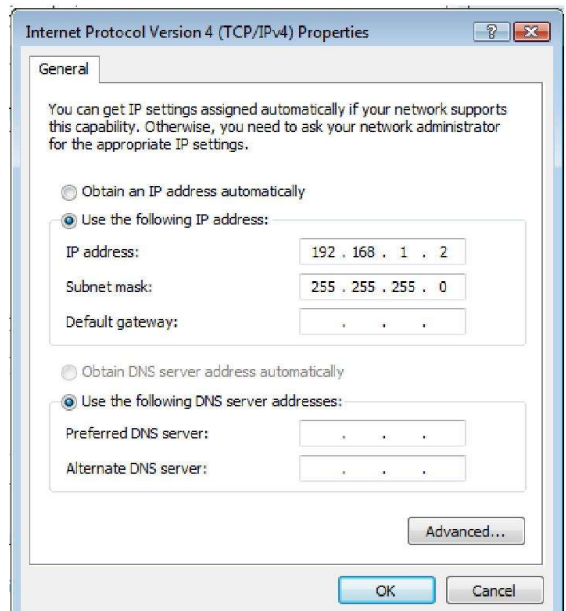 Internet Protocol Version 4 (TCP/IPv4) Properties
General
You can get IP settings assigned automatically if your network supports
this capability. Otherwise, you need to ask your network administrator
for the appropriate IP settings.
Obtain an IP address automatically
Use the following IP address:
IP address: 192 . 168 . 1 . 2
Subnet mask: 255 . 255 . 255 . 0
Default gateway: . . .
Obtain DNS server address automatically
Use the following DNS server addresses:
Preferred DNS server: . . .
Alternate DNS server: . . .
Advanced...
OK Cancel